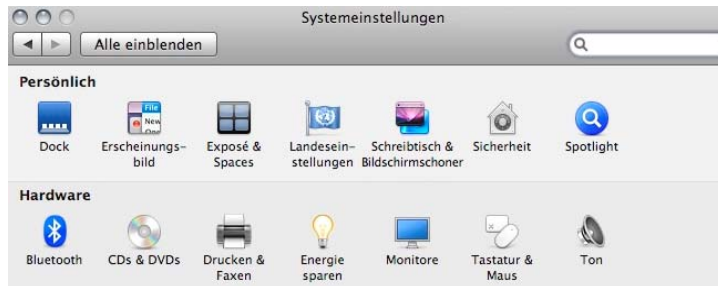 Systemeinstellungen
Alle einblenden
Persönlich
Dock
Erscheinungs-
bild
Exposé &
Spaces
Landesein-
stellungen
Schreibtisch &
Bildschirmschoner
Sicherheit
Spotlight
Hardware
Bluetooth
CDs & DVDs
Drucken &
Faxen
Energie
sparen
Monitore
Tastatur &
Maus
Ton